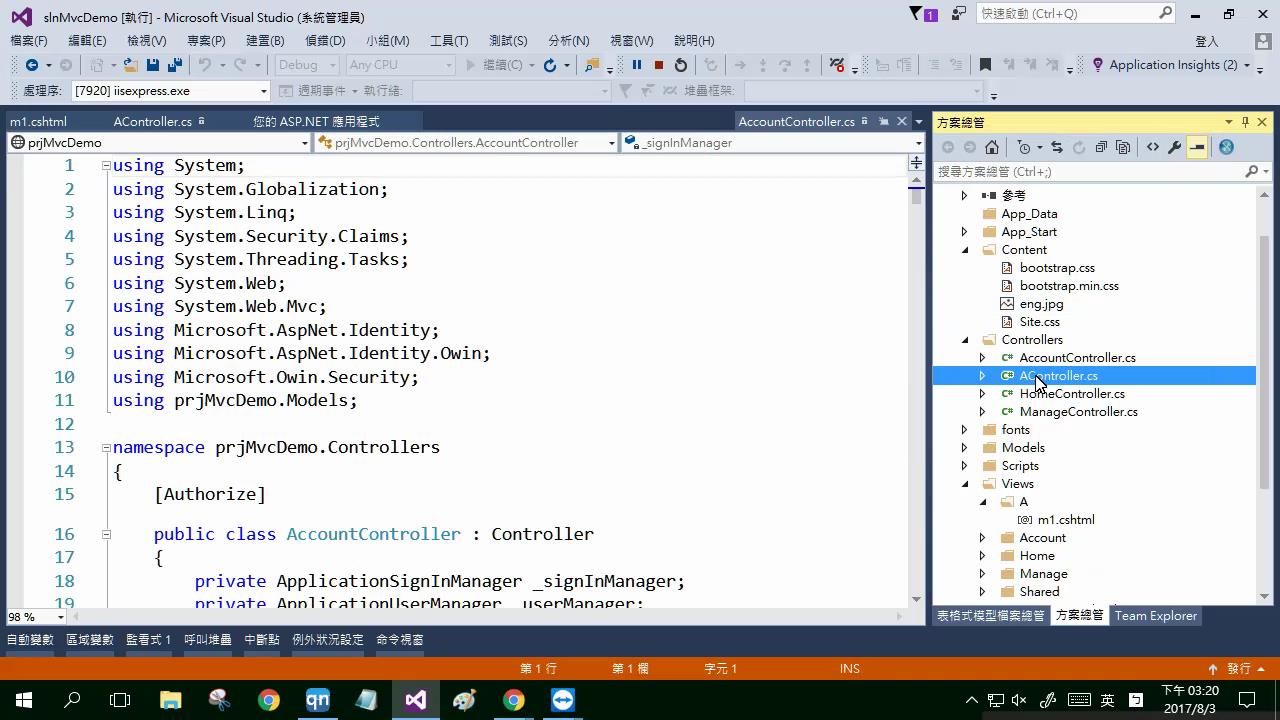 slnMvcDemo [執行] - Microsoft Visual Studio (系統管理員)
1
快速啟動 (Ctrl+Q)
檔案(F) 編輯(E) 檢視(V) 專案(P) 建置(B) 偵錯(D) 小組(M) 工具(T) 測試(S) 分析(N) 視窗(W) 說明(H) 登入
Debug Any CPU 繼續(C) Application Insights (2)
處理序: [7920] iisexpress.exe 週期事件 執行緒: 堆疊框架:
m1.cshtml AController.cs 您的 ASP.NET 應用程式 AccountController.cs
prjMvcDemo prjMvcDemo.Controllers.AccountController _signInManager
1 using System;
2 using System.Globalization;
3 using System.Linq;
4 using System.Security.Claims;
5 using System.Threading.Tasks;
6 using System.Web;
7 using System.Web.Mvc;
8 using Microsoft.AspNet.Identity;
9 using Microsoft.AspNet.Identity.Owin;
10 using Microsoft.Owin.Security;
11 using prjMvcDemo.Models;
12
13 namespace prjMvcDemo.Controllers
14 {
15 [Authorize]
16 public class AccountController : Controller
17 {
18 private ApplicationSignInManager _signInManager;
19 private ApplicationUserManager _userManager;
98 %
方案總管
搜尋方案總管 (Ctrl+;)
參考
App_Data
App_Start
Content
bootstrap.css
bootstrap.min.css
eng.jpg
Site.css
Controllers
AccountController.cs
AController.cs
HomeController.cs
ManageController.cs
fonts
Models
Scripts
Views
A
m1.cshtml
Account
Home
Manage
Shared
表格式模型檔案總管 方案總管 Team Explorer
自動變數 區域變數 監看式 1 呼叫堆疊 中斷點 例外狀況設定 命令視窗
第 1 行 第 1 欄 字元 1 INS 發行
qn 英 下午 03:20
2017/8/3